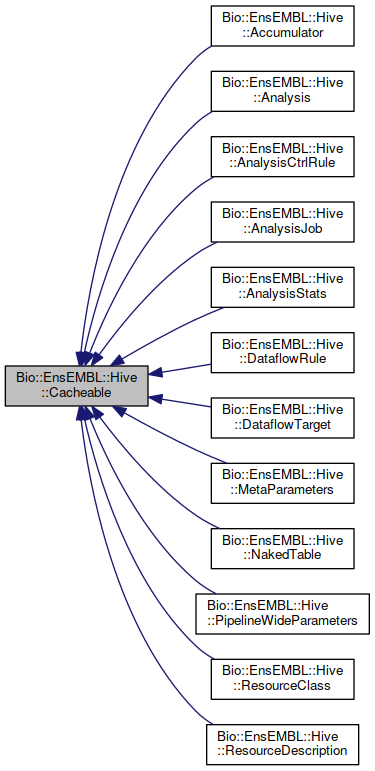 Bio::EnsEMBL::Hive
::Accumulator
Bio::EnsEMBL::Hive
::Analysis
Bio::EnsEMBL::Hive
::AnalysisCtrlRule
Bio::EnsEMBL::Hive
::AnalysisJob
Bio::EnsEMBL::Hive
::AnalysisStats
Bio::EnsEMBL::Hive
::DataflowRule
Bio::EnsEMBL::Hive
::Cacheable
Bio::EnsEMBL::Hive
::DataflowTarget
Bio::EnsEMBL::Hive
::MetaParameters
Bio::EnsEMBL::Hive
::NakedTable
Bio::EnsEMBL::Hive
::PipelineWideParameters
Bio::EnsEMBL::Hive
::ResourceClass
Bio::EnsEMBL::Hive
::ResourceDescription